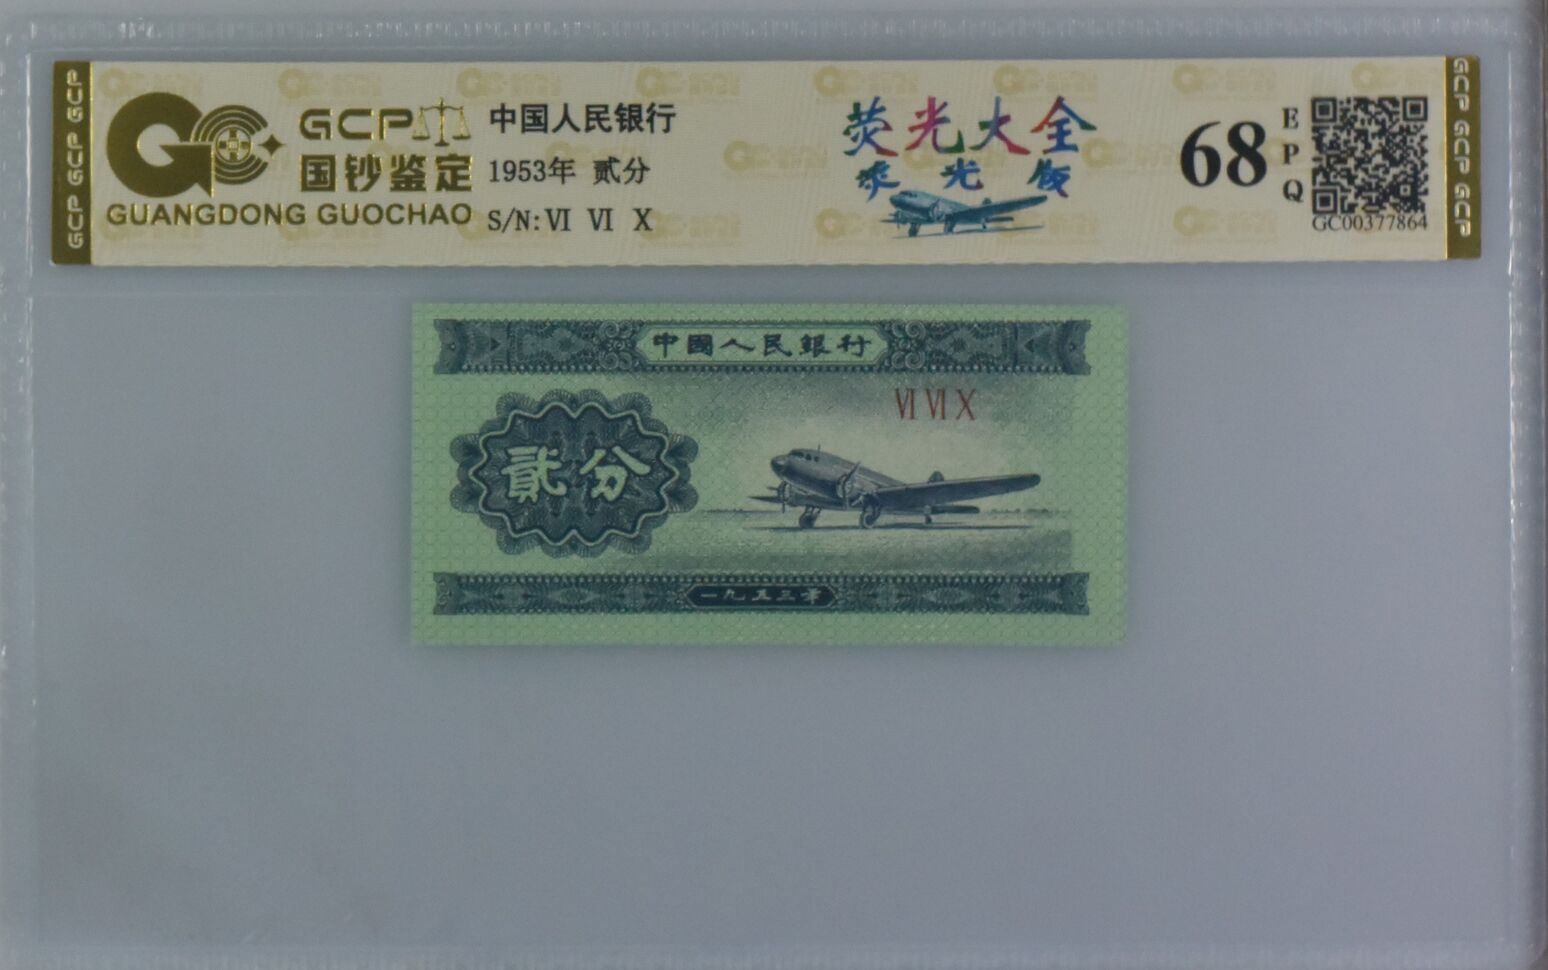 GCP GCP GCP
GCP
国钞鉴定
GUANGDONG GUOCHAO
中国人民银行
1953年 贰分
S/N: VI VI X
荧光大全
荧光版
68
EPQ
GC00377864
GCP GCP GCP
中國人民銀行
VI VI X
貳分
一九五三年